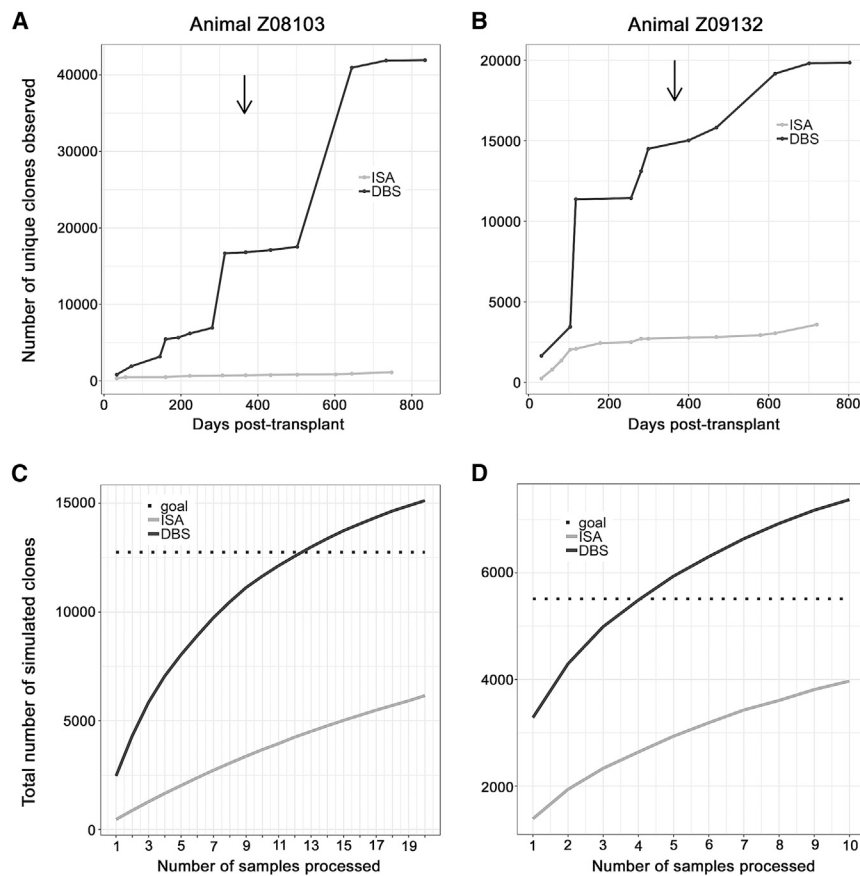 A
Animal Z08103
B
Animal Z09132
Number of unique clones observed
40000
30000
20000
10000
0
ISA
DBS
0
200
400
600
800
Days post-transplant
20000
15000
10000
5000
0
ISA
DBS
0
200
400
600
800
Days post-transplant
C
D
Total number of simulated clones
15000
10000
5000
0
goal
ISA
DBS
1
3
5
7
9
11
13
15
17
19
Number of samples processed
6000
4000
2000
goal
ISA
DBS
1
2
3
4
5
6
7
8
9
10
Number of samples processed